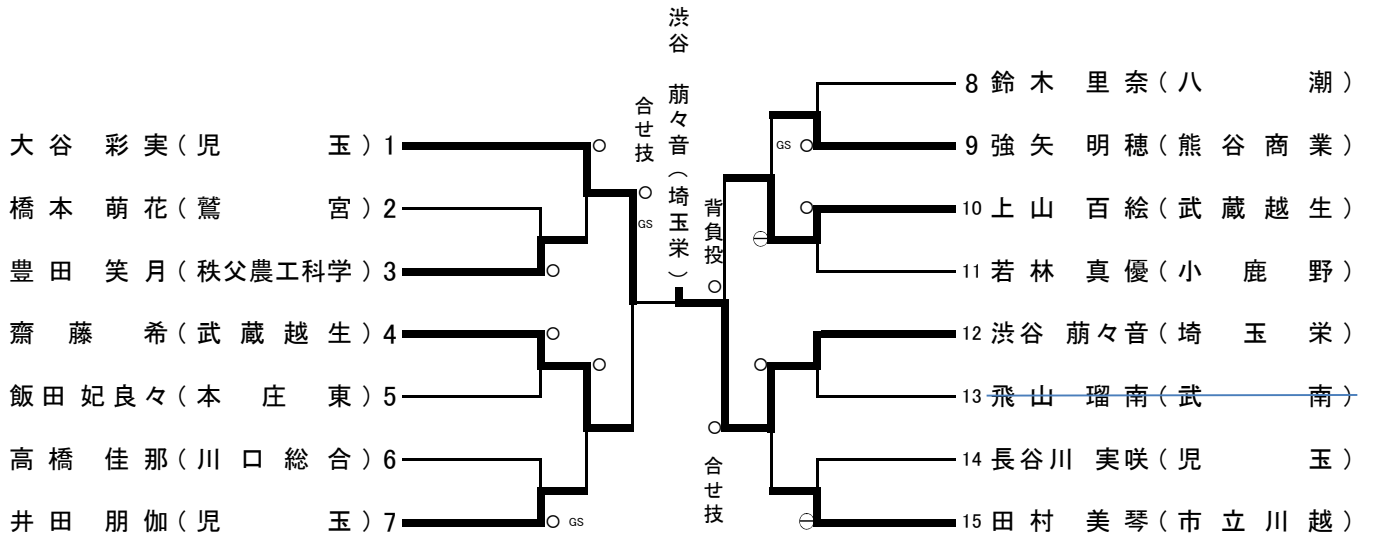 大谷 彩実(児 玉)1
橋本 萌花(鷲 宮)2
豊田 笑月(秩父農工科学)3
齋藤 希(武蔵越生)4
飯田妃良々(本庄東)5
高橋 佳那(川口総合)6
井田 朋伽(児 玉)7
○
○
○
○
○ GS
合せ技
○
GS
渋谷 萠々音(埼玉栄)
背負投
○
○
合せ技
GS ○
○
⊖
○
⊖
8 鈴木 里奈(八 潮)
9 強矢 明穂(熊谷商業)
10 上山 百絵(武蔵越生)
11 若林 真優(小鹿野)
12 渋谷 萠々音(埼玉栄)
13 飛山 瑠南(武 南)
14 長谷川 実咲(児 玉)
15 田村 美琴(市立川越)